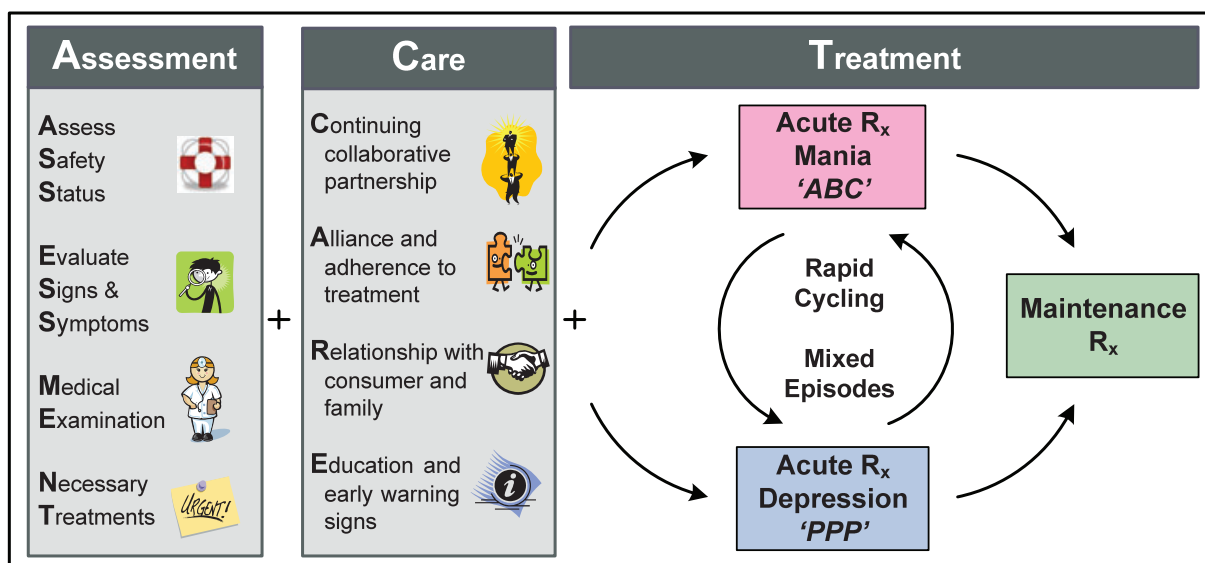 Assessment
Assess
Safety
Status
Evaluate
Signs &
Symptoms
Medical
Examination
Necessary
Treatments
URGENT!
+
Care
Continuing
collaborative
partnership
Alliance and
adherence to
treatment
Relationship with
consumer and
family
Education and
early warning
signs
i
+
Treatment
Acute Rx
Mania
‘ABC’
Rapid
Cycling
Mixed
Episodes
Acute Rx
Depression
‘PPP’
Maintenance
Rx